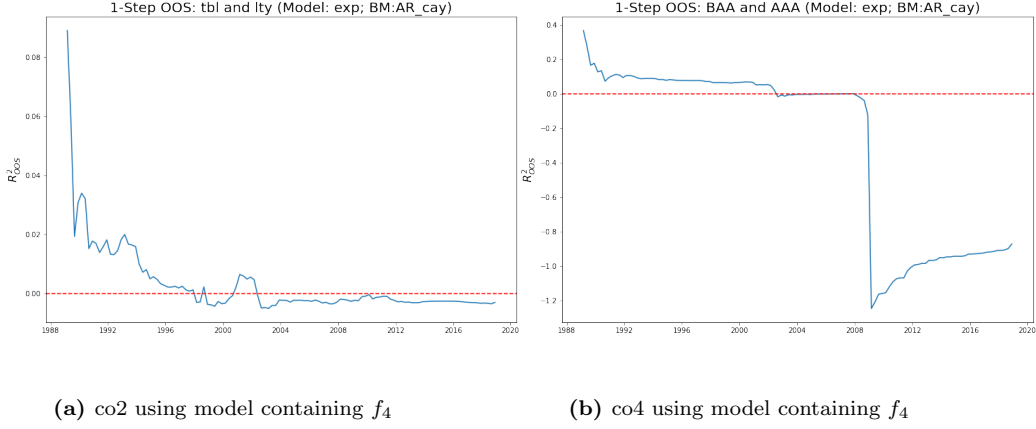 1-Step OOS: tbl and lty (Model: exp; BM:AR_cay)
0.08
0.06
0.04
0.02
0.00
R²OOS
1988 1992 1996 2000 2004 2008 2012 2016 2020
(a) co2 using model containing f₄
1-Step OOS: BAA and AAA (Model: exp; BM:AR_cay)
0.4
0.2
0.0
−0.2
−0.4
−0.6
−0.8
−1.0
−1.2
R²OOS
1988 1992 1996 2000 2004 2008 2012 2016 2020
(b) co4 using model containing f₄